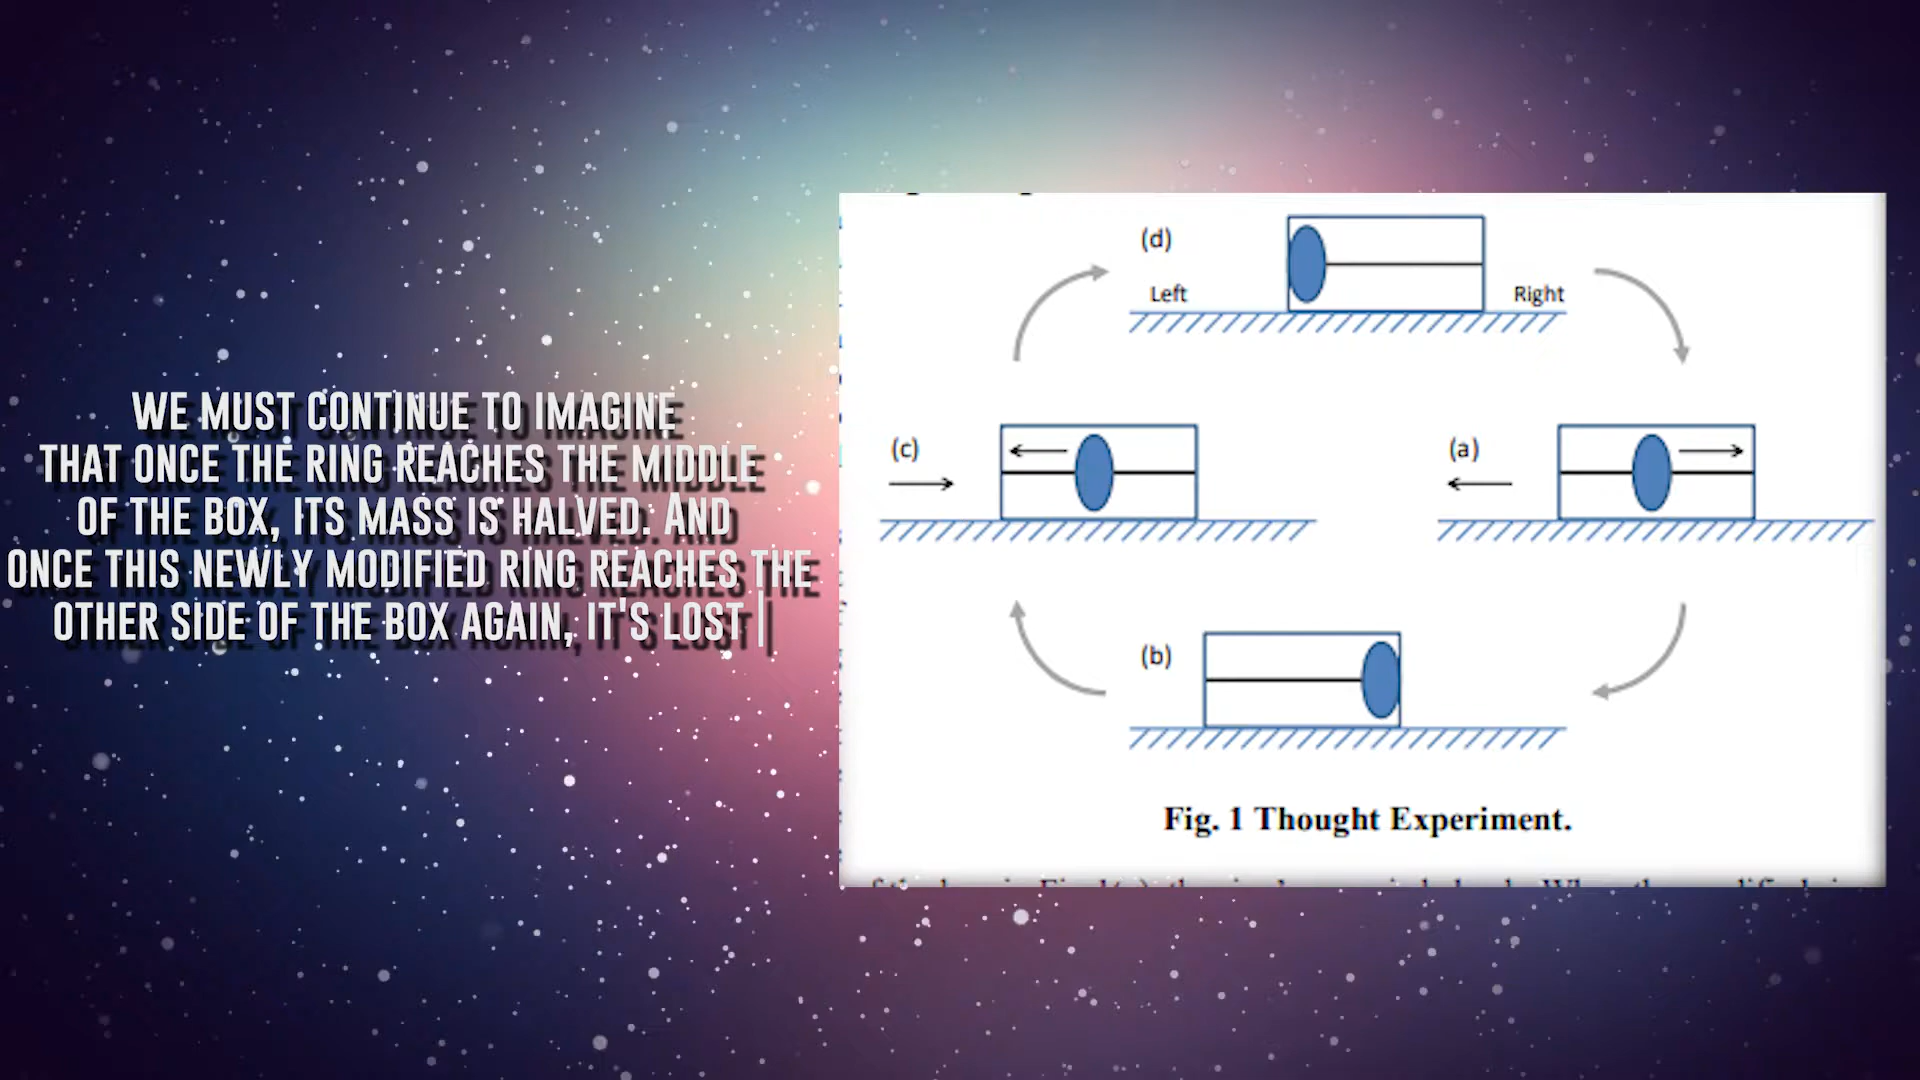 WE MUST CONTINUE TO IMAGINE
THAT ONCE THE RING REACHES THE MIDDLE
OF THE BOX, ITS MASS IS HALVED. AND
ONCE THIS NEWLY MODIFIED RING REACHES THE
OTHER SIDE OF THE BOX AGAIN, IT'S LOST
(d)
Left
Right
(c)
(a)
(b)
Fig. 1 Thought Experiment.